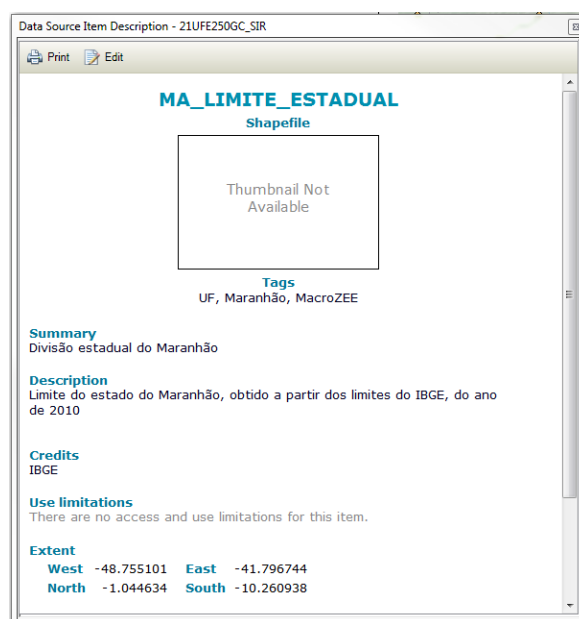 Data Source Item Description - 21UFE250GC_SIR
Print Edit
MA_LIMITE_ESTADUAL
Shapefile
Thumbnail Not
Available
Tags
UF, Maranhão, MacroZEE
Summary
Divisão estadual do Maranhão
Description
Limite do estado do Maranhão, obtido a partir dos limites do IBGE, do ano
de 2010
Credits
IBGE
Use limitations
There are no access and use limitations for this item.
Extent
West -48.755101 East -41.796744
North -1.044634 South -10.260938